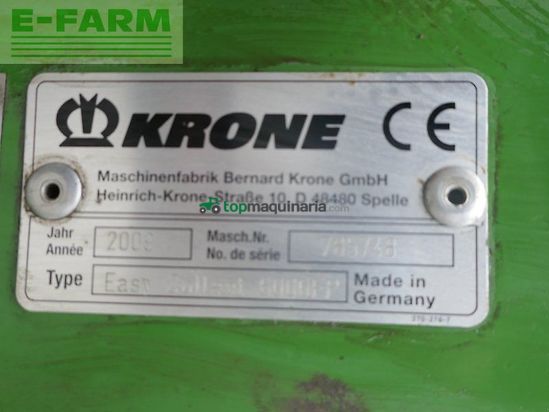 E-FARM
KRONE CE
Maschinenfabrik Bernard Krone GmbH
Heinrich-Krone-Straße 10, D 48480 Spelle
topmaquinaria.com
Jahr
Année
Masch.Nr.
No. de série
Type
Made in
Germany